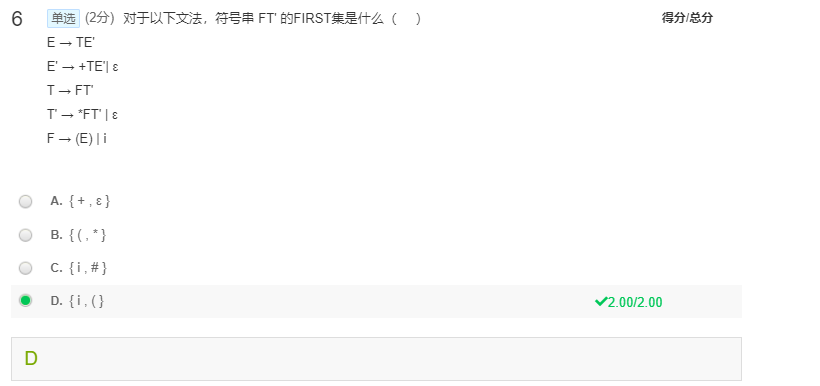 6 单选 (2分) 对于以下文法，符号串 FT' 的FIRST集是什么（ ） 得分/总分
E → TE'
E' → +TE'| ε
T → FT'
T' → *FT' | ε
F → (E) | i
A. { + , ε }
B. { ( , * }
C. { i , # }
D. { i , ( } 2.00/2.00
D